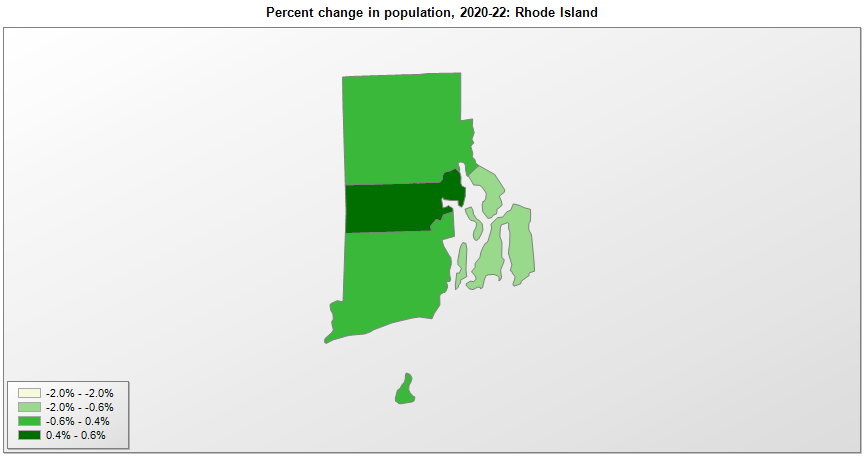 Percent change in population, 2020-22: Rhode Island
-2.0% - -2.0%
-2.0% - -0.6%
-0.6% - 0.4%
0.4% - 0.6%